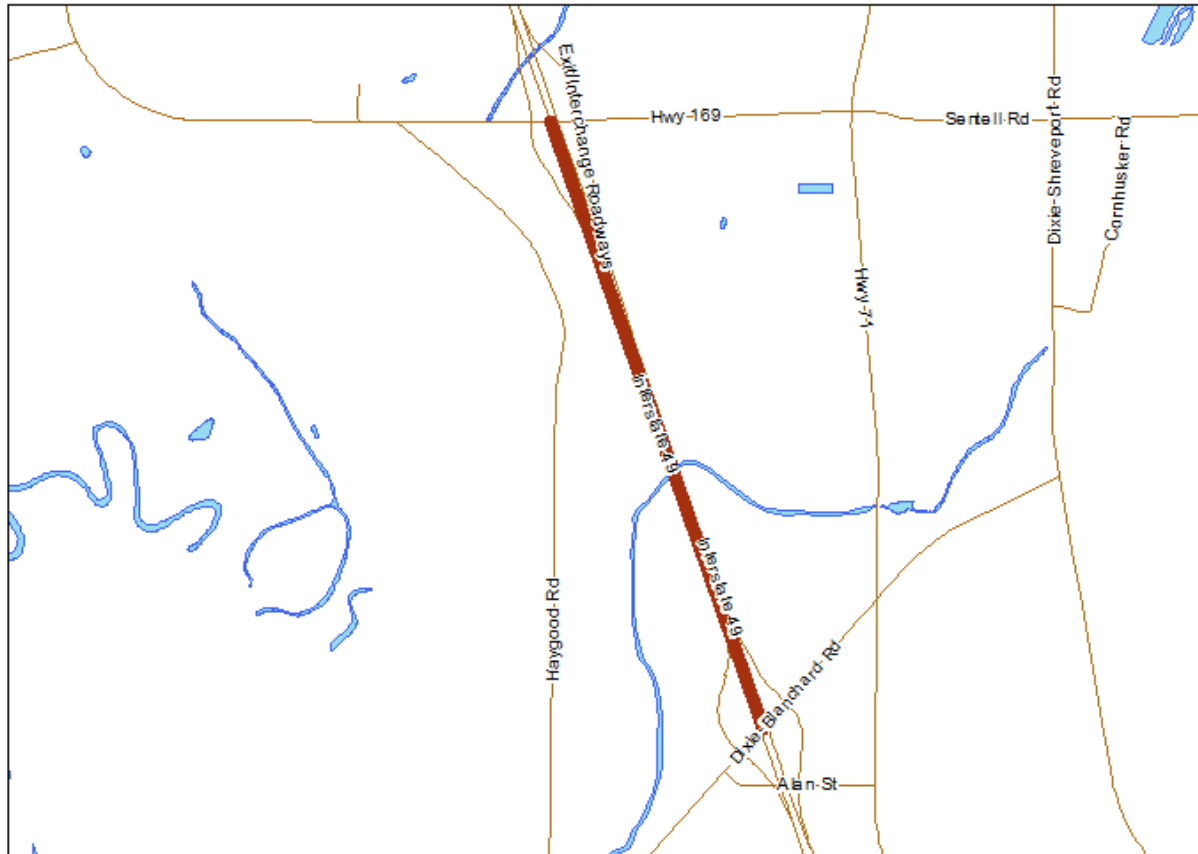 Exit/Interchange Roadways
Hwy-169
Sentell Rd
Dixie-Shreveport-Rd
Cornhusker-Rd
Hwy-71
Interstate 49
Interstate 49
Haygood-Rd
Dixie-Blanchard-Rd
Alan-St